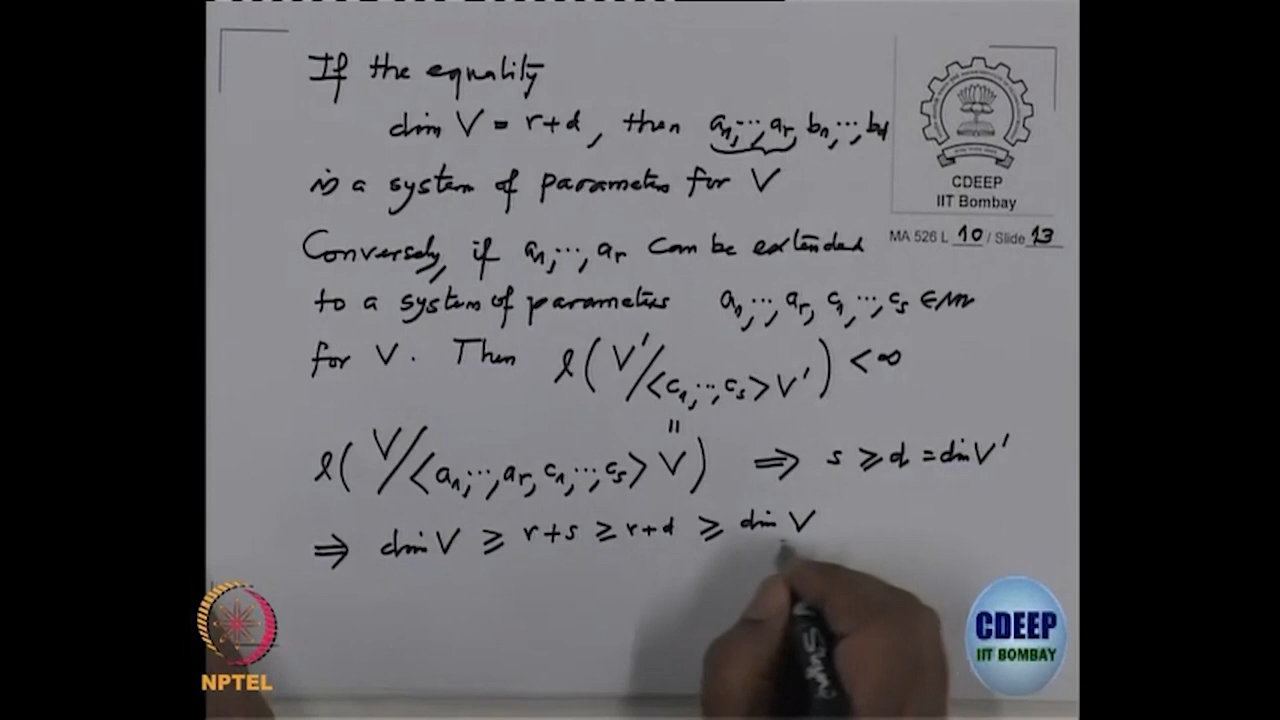 If the equality
dim V = r+d, then a₁,⋯,aᵣ, b₁,⋯,b_d
is a system of parameters for V
Conversely, if a₁,⋯,aᵣ can be extended
to a system of parameters a₁,⋯,aᵣ, c₁,⋯,cₛ ∈ m
for V. Then ℓ(V'/<c₁,⋯,cₛ>V') < ∞
=
ℓ(V/<a₁,⋯,aᵣ,c₁,⋯,cₛ>V) ⇒ s ≥ d = dim V'
⇒ dim V ≥ r+s ≥ r+d ≥ dim V
CDEEP
IIT Bombay
MA 526 L 10 / Slide 13
NPTEL
CDEEP
IIT BOMBAY